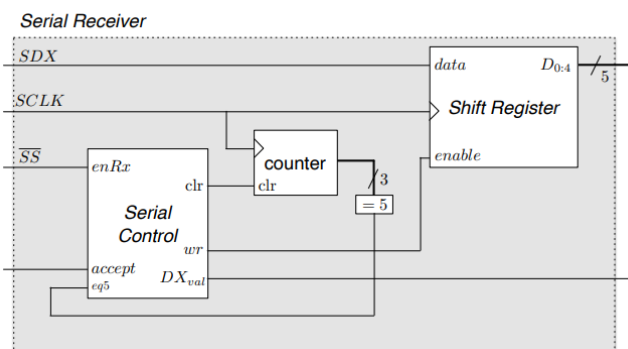 Serial Receiver
SDX
data
D0:4
5
SCLK
Shift Register
SS
enRx
enable
counter
clr
clr
3
= 5
Serial
Control
wr
accept
DXval
eq5